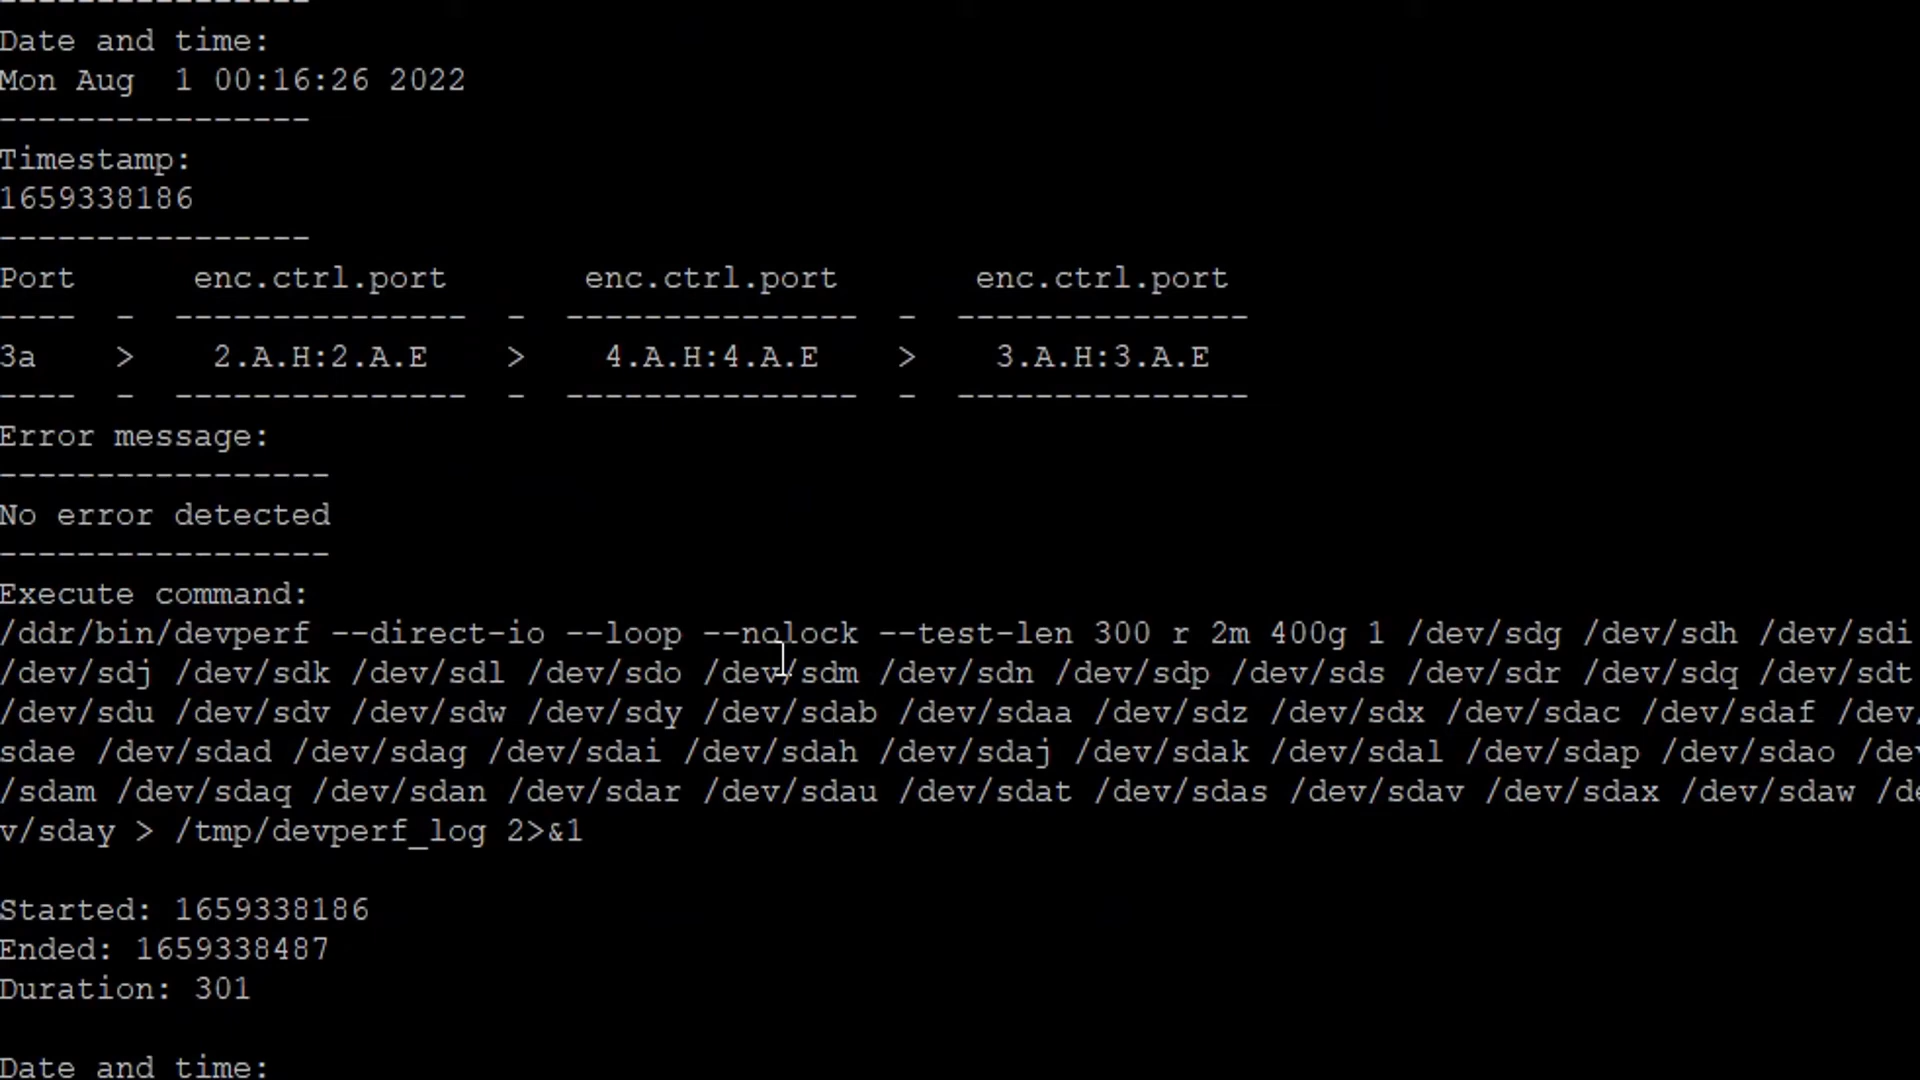 ----------------
Date and time:
Mon Aug  1 00:16:26 2022
----------------
Timestamp:
1659338186
----------------
Port      enc.ctrl.port       enc.ctrl.port       enc.ctrl.port
----  -  ---------------  -  ---------------  -  ---------------
3a    >    2.A.H:2.A.E    >    4.A.H:4.A.E    >    3.A.H:3.A.E
----  -  ---------------  -  ---------------  -  ---------------
Error message:
-----------------
No error detected
-----------------
Execute command:
/ddr/bin/devperf --direct-io --loop --nolock --test-len 300 r 2m 400g 1 /dev/sdg /dev/sdh /dev/sdi
/dev/sdj /dev/sdk /dev/sdl /dev/sdo /dev/sdm /dev/sdn /dev/sdp /dev/sds /dev/sdr /dev/sdq /dev/sdt
/dev/sdu /dev/sdv /dev/sdw /dev/sdy /dev/sdab /dev/sdaa /dev/sdz /dev/sdx /dev/sdac /dev/sdaf /dev/
sdae /dev/sdad /dev/sdag /dev/sdai /dev/sdah /dev/sdaj /dev/sdak /dev/sdal /dev/sdap /dev/sdao /dev
/sdam /dev/sdaq /dev/sdan /dev/sdar /dev/sdau /dev/sdat /dev/sdas /dev/sdav /dev/sdax /dev/sdaw /de
v/sday > /tmp/devperf_log 2>&1
Started: 1659338186
Ended: 1659338487
Duration: 301
Date and time: